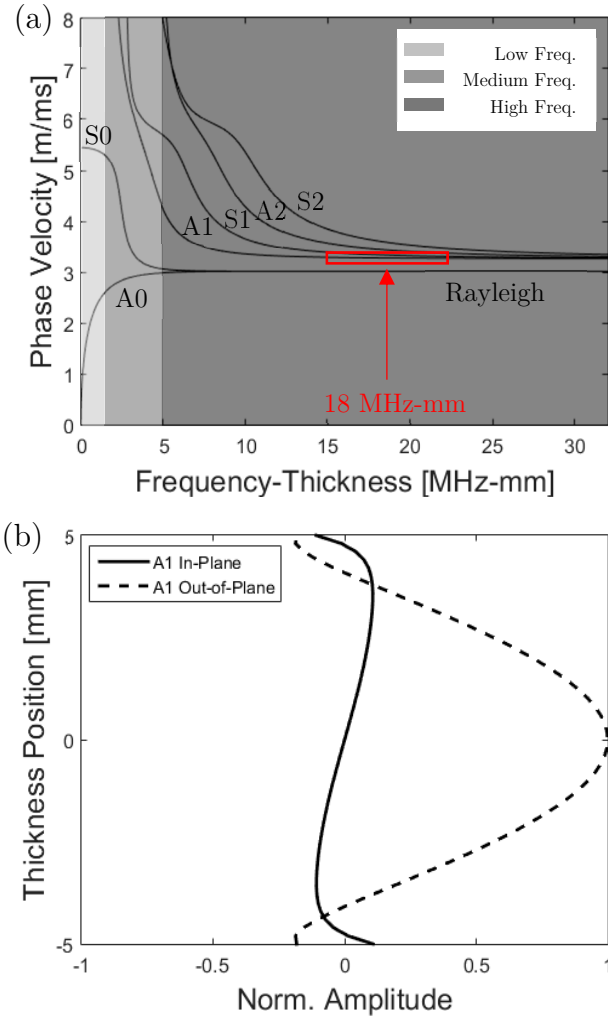 (a)
8
7
6
5
4
3
2
1
0
Phase Velocity [m/ms]
Low Freq.
Medium Freq.
High Freq.
S0
A0
A1
S1
A2
S2
Rayleigh
18 MHz-mm
0 5 10 15 20 25 30
Frequency-Thickness [MHz-mm]
(b)
5
0
-5
Thickness Position [mm]
A1 In-Plane
A1 Out-of-Plane
-1 -0.5 0 0.5 1
Norm. Amplitude